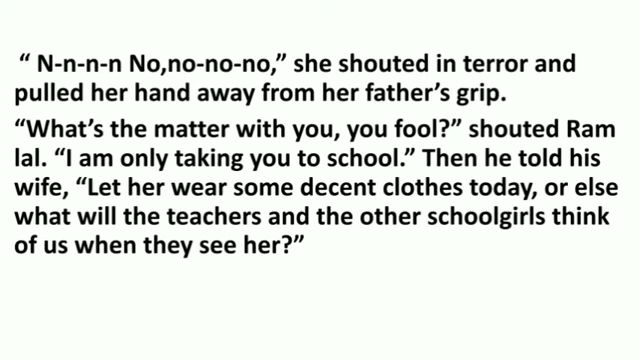 “ N-n-n-n No,no-no-no,” she shouted in terror and
pulled her hand away from her father’s grip.
“What’s the matter with you, you fool?” shouted Ram
lal. “I am only taking you to school.” Then he told his
wife, “Let her wear some decent clothes today, or else
what will the teachers and the other schoolgirls think
of us when they see her?”